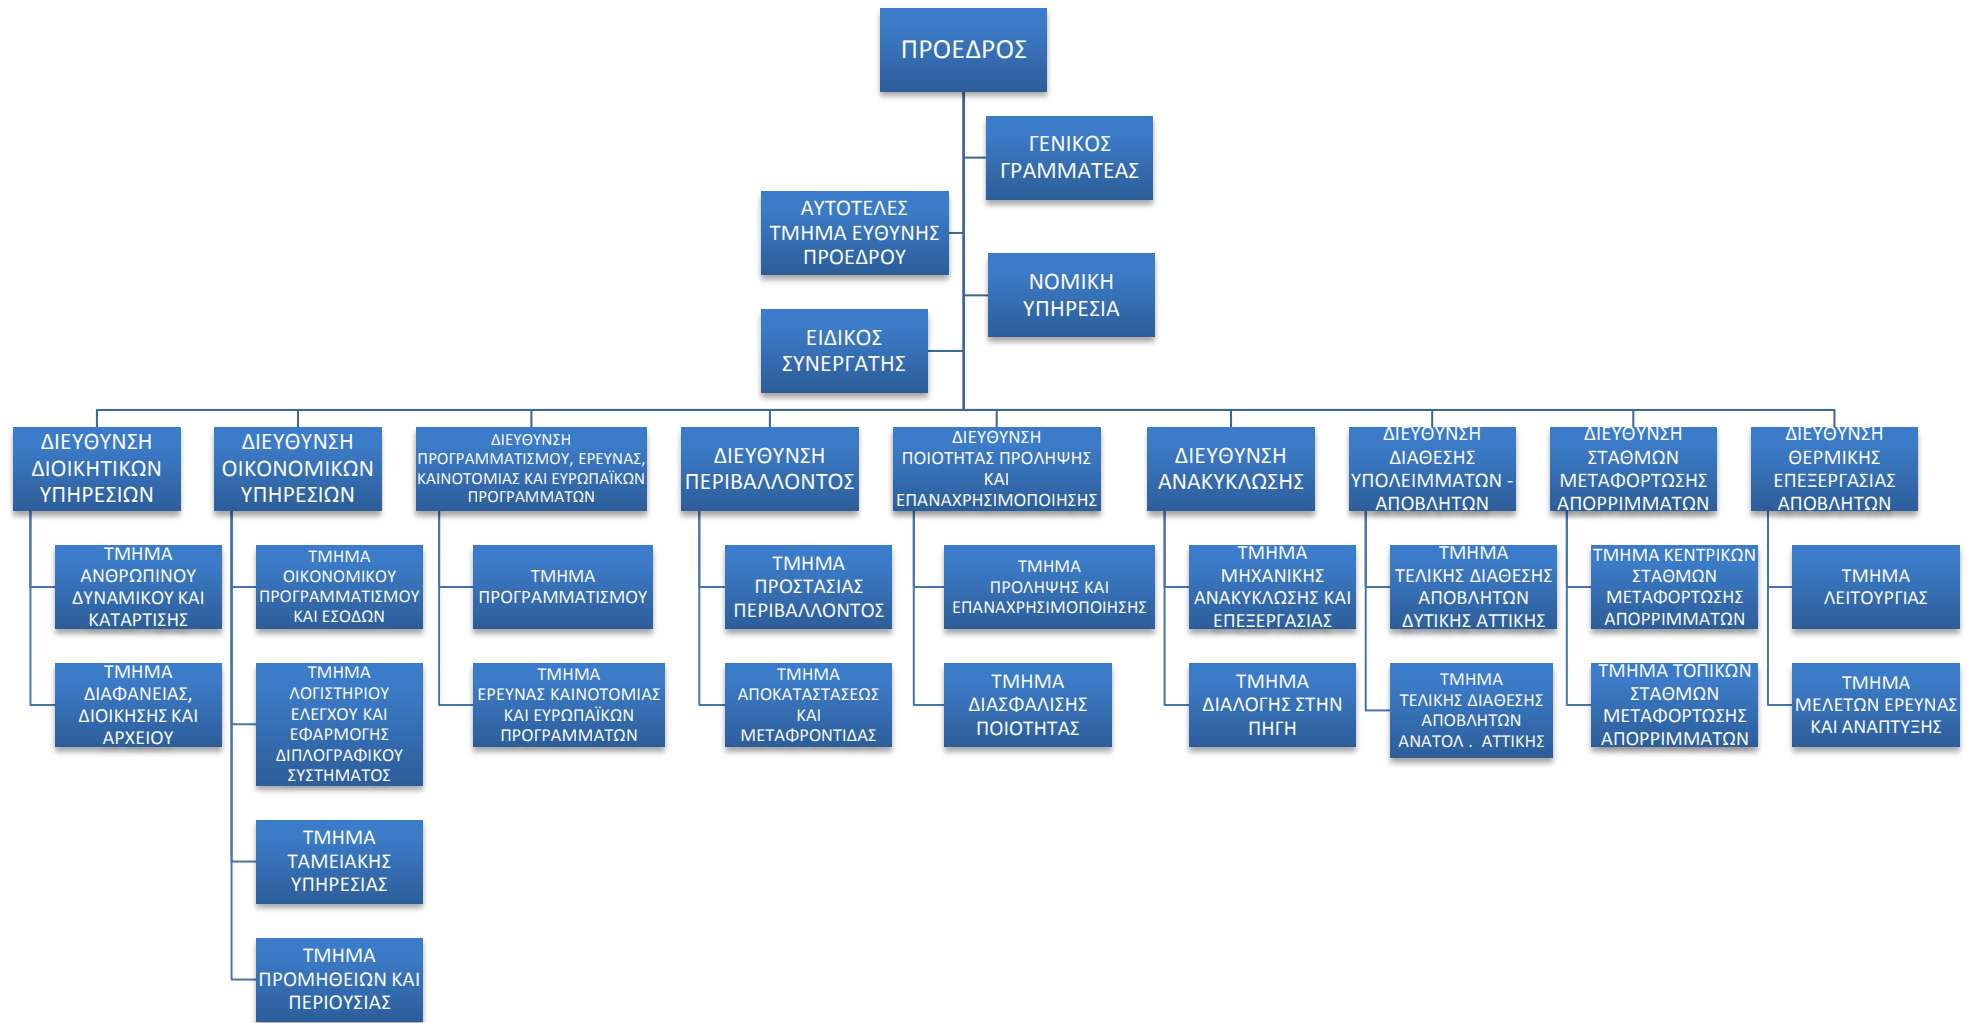 ΠΡΟΕΔΡΟΣ
ΓΕΝΙΚΟΣ
ΓΡΑΜΜΑΤΕΑΣ
ΑΥΤΟΤΕΛΕΣ
ΤΜΗΜΑ ΕΥΘΥΝΗΣ
ΠΡΟΕΔΡΟΥ
ΝΟΜΙΚΗ
ΥΠΗΡΕΣΙΑ
ΕΙΔΙΚΟΣ
ΣΥΝΕΡΓΑΤΗΣ
ΔΙΕΥΘΥΝΣΗ
ΔΙΟΙΚΗΤΙΚΩΝ
ΥΠΗΡΕΣΙΩΝ
ΔΙΕΥΘΥΝΣΗ
ΟΙΚΟΝΟΜΙΚΩΝ
ΥΠΗΡΕΣΙΩΝ
ΔΙΕΥΘΥΝΣΗ
ΠΡΟΓΡΑΜΜΑΤΙΣΜΟΥ, ΕΡΕΥΝΑΣ,
ΚΑΙΝΟΤΟΜΙΑΣ ΚΑΙ ΕΥΡΩΠΑΪΚΩΝ
ΠΡΟΓΡΑΜΜΑΤΩΝ
ΔΙΕΥΘΥΝΣΗ
ΠΕΡΙΒΑΛΛΟΝΤΟΣ
ΔΙΕΥΘΥΝΣΗ
ΠΟΙΟΤΗΤΑΣ ΠΡΟΛΗΨΗΣ
ΚΑΙ
ΕΠΑΝΑΧΡΗΣΙΜΟΠΟΙΗΣΗΣ
ΔΙΕΥΘΥΝΣΗ
ΑΝΑΚΥΚΛΩΣΗΣ
ΔΙΕΥΘΥΝΣΗ
ΔΙΑΘΕΣΗΣ
ΥΠΟΛΕΙΜΜΑΤΩΝ -
ΑΠΟΒΛΗΤΩΝ
ΔΙΕΥΘΥΝΣΗ
ΣΤΑΘΜΩΝ
ΜΕΤΑΦΟΡΤΩΣΗΣ
ΑΠΟΡΡΙΜΜΑΤΩΝ
ΔΙΕΥΘΥΝΣΗ
ΘΕΡΜΙΚΗΣ
ΕΠΕΞΕΡΓΑΣΙΑΣ
ΑΠΟΒΛΗΤΩΝ
ΤΜΗΜΑ
ΑΝΘΡΩΠΙΝΟΥ
ΔΥΝΑΜΙΚΟΥ ΚΑΙ
ΚΑΤΑΡΤΙΣΗΣ
ΤΜΗΜΑ
ΟΙΚΟΝΟΜΙΚΟΥ
ΠΡΟΓΡΑΜΜΑΤΙΣΜΟΥ
ΚΑΙ ΕΣΟΔΩΝ
ΤΜΗΜΑ
ΠΡΟΓΡΑΜΜΑΤΙΣΜΟΥ
ΤΜΗΜΑ
ΠΡΟΣΤΑΣΙΑΣ
ΠΕΡΙΒΑΛΛΟΝΤΟΣ
ΤΜΗΜΑ
ΠΡΟΛΗΨΗΣ ΚΑΙ
ΕΠΑΝΑΧΡΗΣΙΜΟΠΟΙΗΣΗΣ
ΤΜΗΜΑ
ΜΗΧΑΝΙΚΗΣ
ΑΝΑΚΥΚΛΩΣΗΣ ΚΑΙ
ΕΠΕΞΕΡΓΑΣΙΑΣ
ΤΜΗΜΑ
ΤΕΛΙΚΗΣ ΔΙΑΘΕΣΗΣ
ΑΠΟΒΛΗΤΩΝ
ΔΥΤΙΚΗΣ ΑΤΤΙΚΗΣ
ΤΜΗΜΑ ΚΕΝΤΡΙΚΩΝ
ΣΤΑΘΜΩΝ
ΜΕΤΑΦΟΡΤΩΣΗΣ
ΑΠΟΡΡΙΜΜΑΤΩΝ
ΤΜΗΜΑ
ΛΕΙΤΟΥΡΓΙΑΣ
ΤΜΗΜΑ
ΔΙΑΦΑΝΕΙΑΣ,
ΔΙΟΙΚΗΣΗΣ ΚΑΙ
ΑΡΧΕΙΟΥ
ΤΜΗΜΑ
ΛΟΓΙΣΤΗΡΙΟΥ
ΕΛΕΓΧΟΥ ΚΑΙ
ΕΦΑΡΜΟΓΗΣ
ΔΙΠΛΟΓΡΑΦΙΚΟΥ
ΣΥΣΤΗΜΑΤΟΣ
ΤΜΗΜΑ
ΕΡΕΥΝΑΣ ΚΑΙΝΟΤΟΜΙΑΣ
ΚΑΙ ΕΥΡΩΠΑΪΚΩΝ
ΠΡΟΓΡΑΜΜΑΤΩΝ
ΤΜΗΜΑ
ΑΠΟΚΑΤΑΣΤΑΣΕΩΣ
ΚΑΙ
ΜΕΤΑΦΡΟΝΤΙΔΑΣ
ΤΜΗΜΑ
ΔΙΑΣΦΑΛΙΣΗΣ
ΠΟΙΟΤΗΤΑΣ
ΤΜΗΜΑ
ΔΙΑΛΟΓΗΣ ΣΤΗΝ
ΠΗΓΗ
ΤΜΗΜΑ
ΤΕΛΙΚΗΣ ΔΙΑΘΕΣΗΣ
ΑΠΟΒΛΗΤΩΝ
ΑΝΑΤΟΛ . ΑΤΤΙΚΗΣ
ΤΜΗΜΑ ΤΟΠΙΚΩΝ
ΣΤΑΘΜΩΝ
ΜΕΤΑΦΟΡΤΩΣΗΣ
ΑΠΟΡΡΙΜΜΑΤΩΝ
ΤΜΗΜΑ
ΜΕΛΕΤΩΝ ΕΡΕΥΝΑΣ
ΚΑΙ ΑΝΑΠΤΥΞΗΣ
ΤΜΗΜΑ
ΤΑΜΕΙΑΚΗΣ
ΥΠΗΡΕΣΙΑΣ
ΤΜΗΜΑ
ΠΡΟΜΗΘΕΙΩΝ ΚΑΙ
ΠΕΡΙΟΥΣΙΑΣ